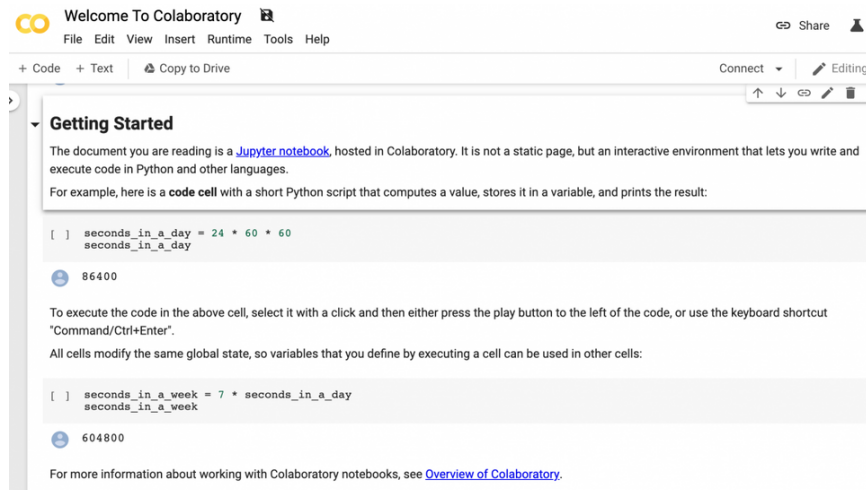 Welcome To Colaboratory
Share
File Edit View Insert Runtime Tools Help
+ Code + Text Copy to Drive
Connect Editing
Getting Started
The document you are reading is a Jupyter notebook, hosted in Colaboratory. It is not a static page, but an interactive environment that lets you write and
execute code in Python and other languages.
For example, here is a code cell with a short Python script that computes a value, stores it in a variable, and prints the result:
[ ] seconds_in_a_day = 24 * 60 * 60
seconds_in_a_day
86400
To execute the code in the above cell, select it with a click and then either press the play button to the left of the code, or use the keyboard shortcut
"Command/Ctrl+Enter".
All cells modify the same global state, so variables that you define by executing a cell can be used in other cells:
[ ] seconds_in_a_week = 7 * seconds_in_a_day
seconds_in_a_week
604800
For more information about working with Colaboratory notebooks, see Overview of Colaboratory.